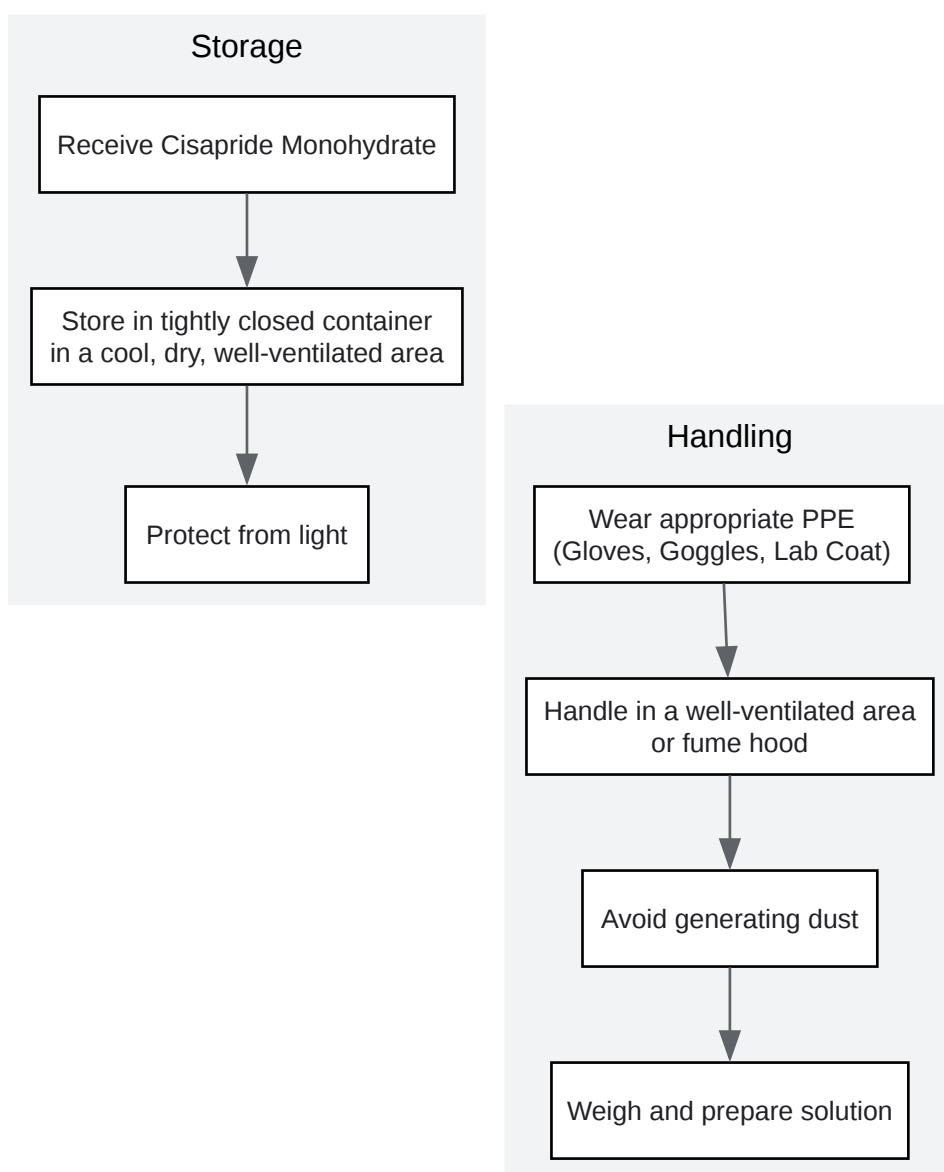 Storage
Receive Cisapride Monohydrate
Store in tightly closed container
in a cool, dry, well-ventilated area
Protect from light
Handling
Wear appropriate PPE
(Gloves, Goggles, Lab Coat)
Handle in a well-ventilated area
or fume hood
Avoid generating dust
Weigh and prepare solution